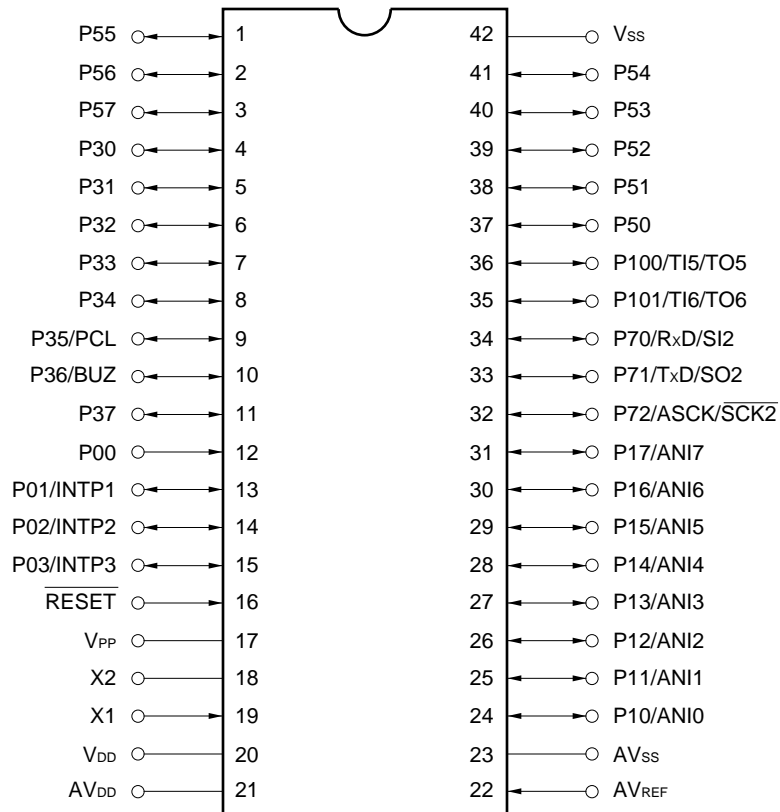 P55 1 42 VSS
P56 2 41 P54
P57 3 40 P53
P30 4 39 P52
P31 5 38 P51
P32 6 37 P50
P33 7 36 P100/TI5/TO5
P34 8 35 P101/TI6/TO6
P35/PCL 9 34 P70/RxD/SI2
P36/BUZ 10 33 P71/TxD/SO2
P37 11 32 P72/ASCK/SCK2
P00 12 31 P17/ANI7
P01/INTP1 13 30 P16/ANI6
P02/INTP2 14 29 P15/ANI5
P03/INTP3 15 28 P14/ANI4
RESET 16 27 P13/ANI3
VPP 17 26 P12/ANI2
X2 18 25 P11/ANI1
X1 19 24 P10/ANI0
VDD 20 23 AVSS
AVDD 21 22 AVREF